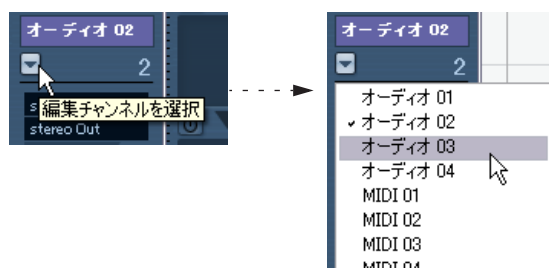 オーディオ 02
2
編集チャンネルを選択
stereo Out
オーディオ 02
2
オーディオ 01
✓オーディオ 02
オーディオ 03
オーディオ 04
MIDI 01
MIDI 02
MIDI 03
MIDI 04